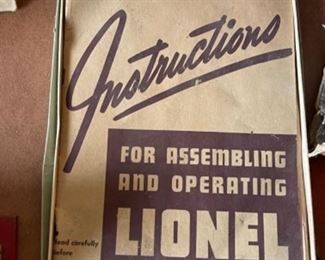 Instructions
FOR ASSEMBLING
AND OPERATING
LIONEL
Read carefully
before